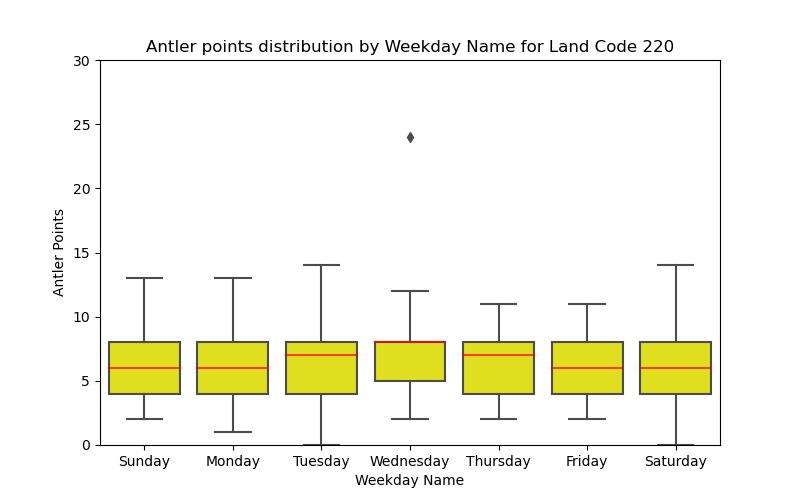 Antler points distribution by Weekday Name for Land Code 220
Antler Points
30
25
20
15
10
5
0
Sunday Monday Tuesday Wednesday Thursday Friday Saturday
Weekday Name